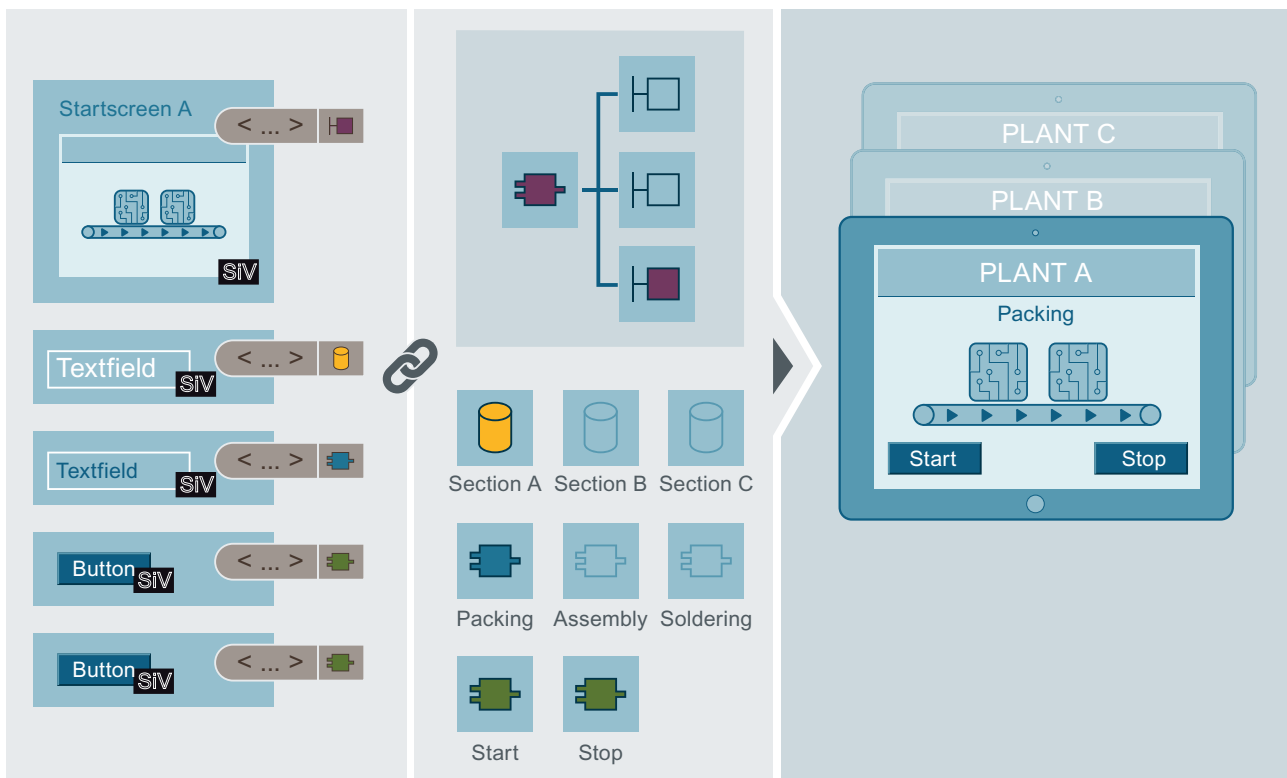 Startscreen A
< ... >
SiV
Textfield
< ... >
SiV
Textfield
< ... >
SiV
Button
< ... >
SiV
Button
< ... >
SiV
Section A Section B Section C
Packing Assembly Soldering
Start Stop
PLANT C
PLANT B
PLANT A
Packing
Start Stop